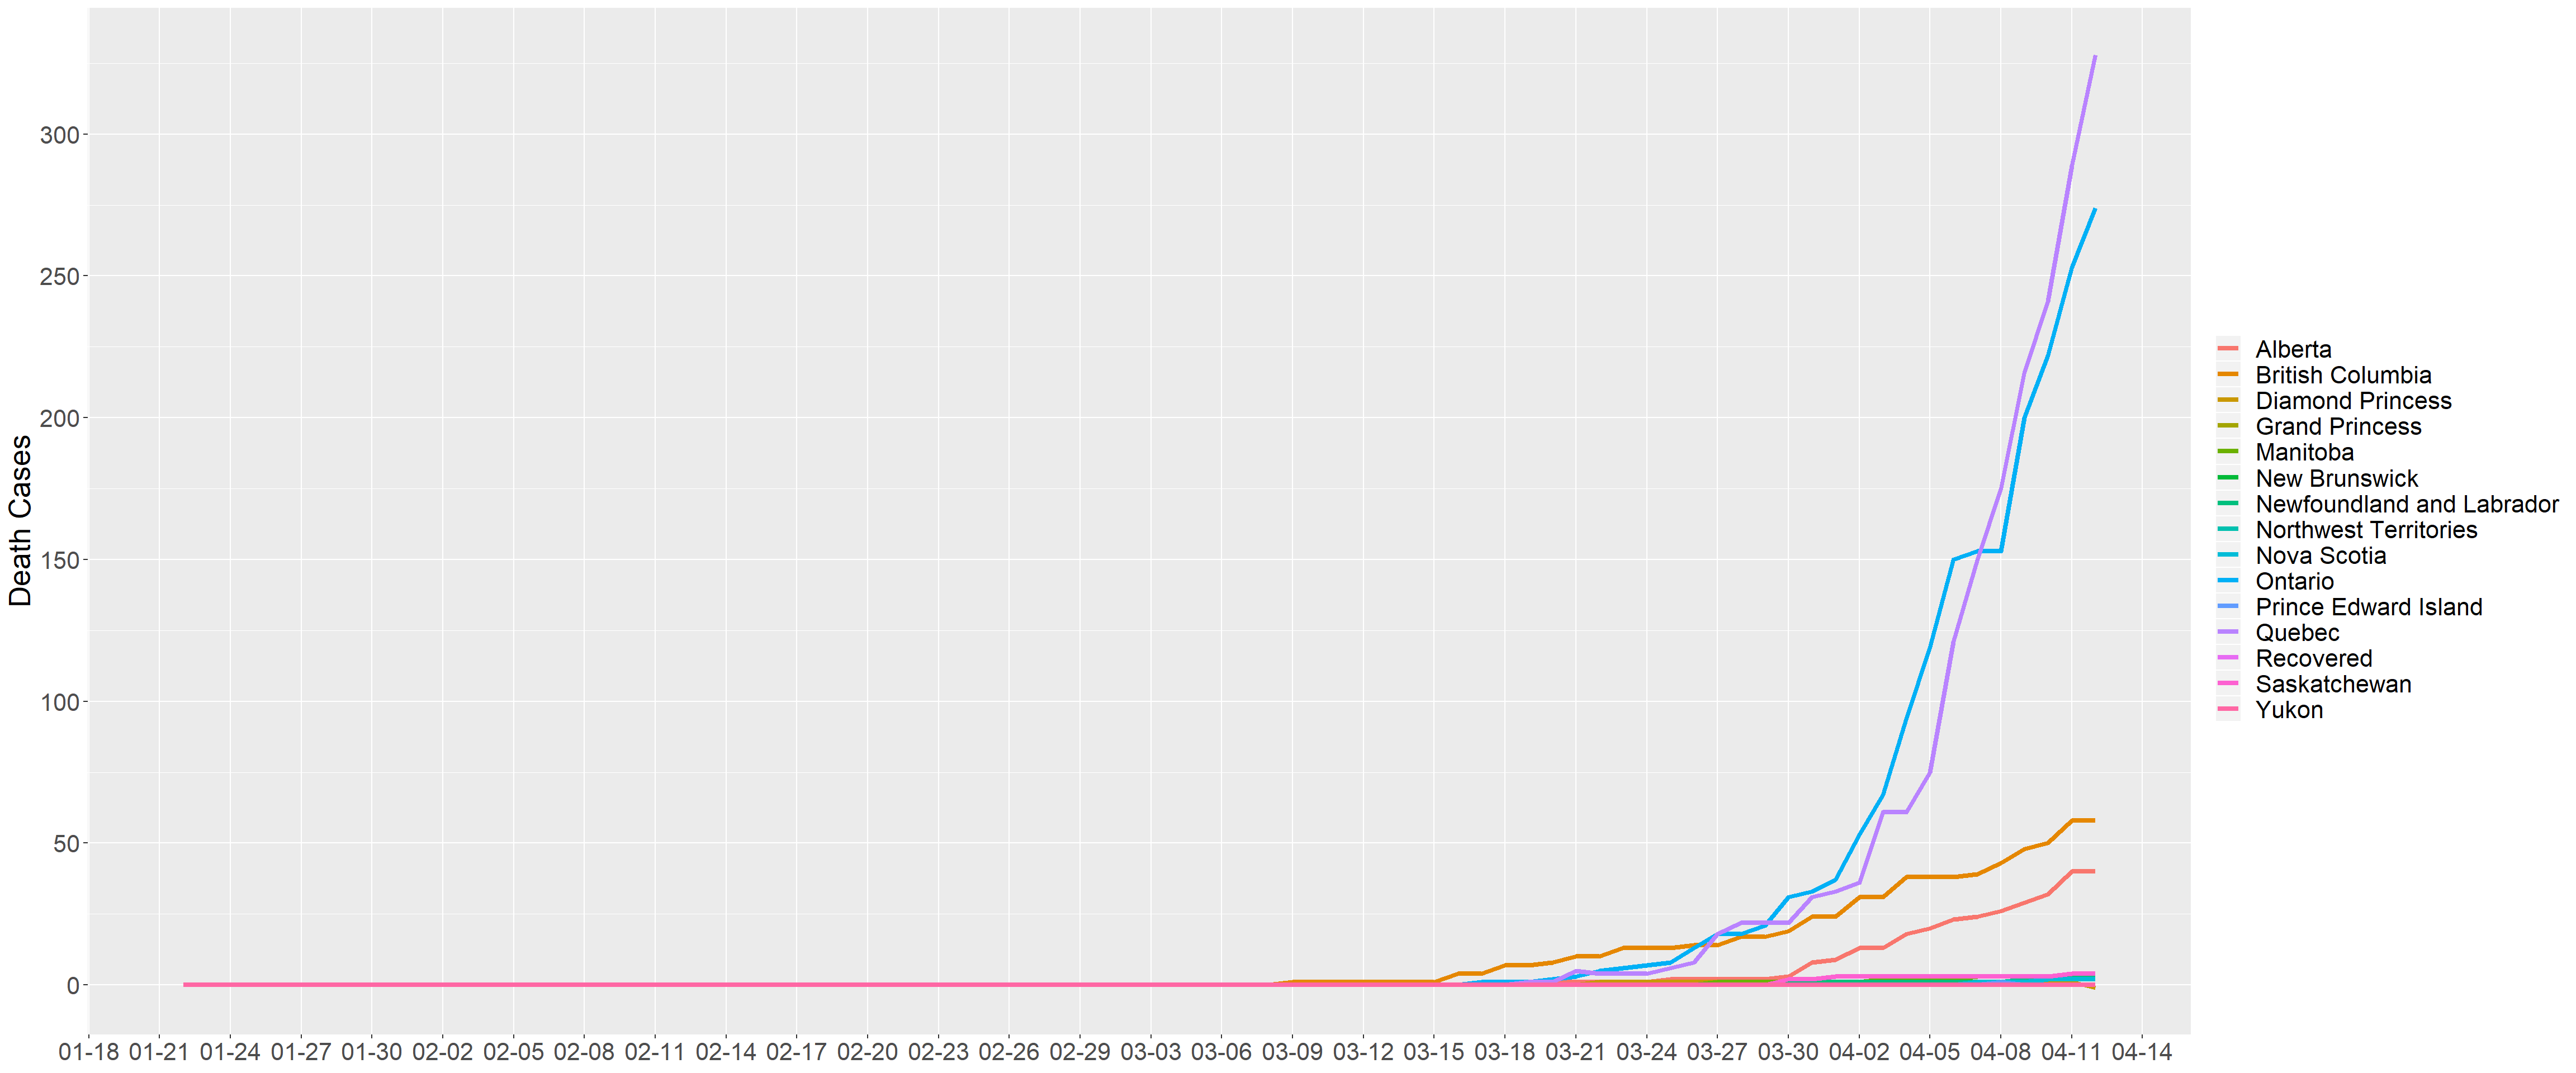 Death Cases
300
250
200
150
100
50
0
01-18 01-21 01-24 01-27 01-30 02-02 02-05 02-08 02-11 02-14 02-17 02-20 02-23 02-26 02-29 03-03 03-06 03-09 03-12 03-15 03-18 03-21 03-24 03-27 03-30 04-02 04-05 04-08 04-11 04-14
Alberta
British Columbia
Diamond Princess
Grand Princess
Manitoba
New Brunswick
Newfoundland and Labrador
Northwest Territories
Nova Scotia
Ontario
Prince Edward Island
Quebec
Recovered
Saskatchewan
Yukon